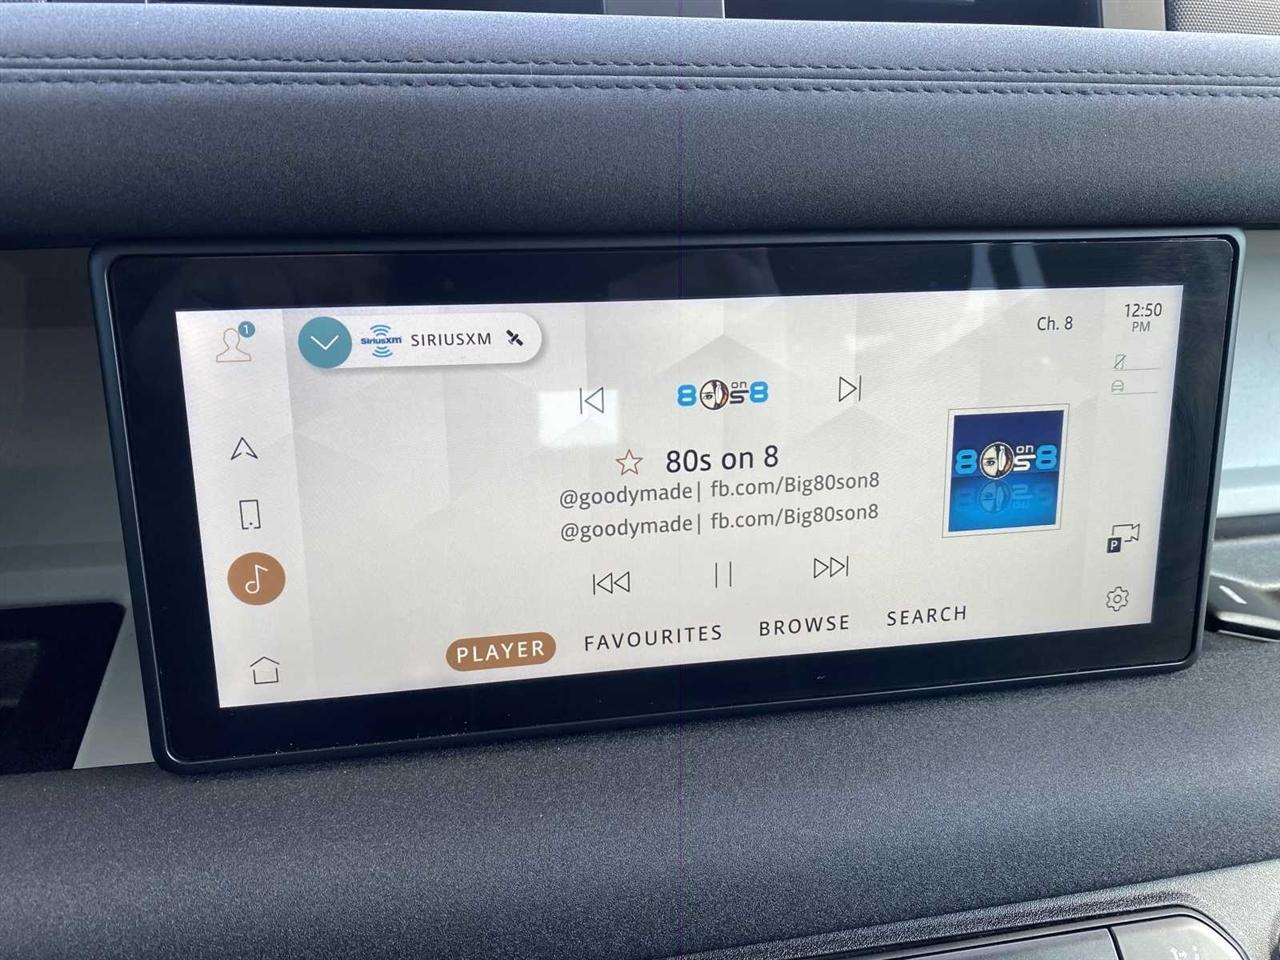 1
SiriusXM
SIRIUSXM
Ch. 8
12:50
PM
80s on 8
80s on 8
@goodymade| fb.com/Big80son8
@goodymade| fb.com/Big80son8
80s on 8
P
PLAYER
FAVOURITES
BROWSE
SEARCH